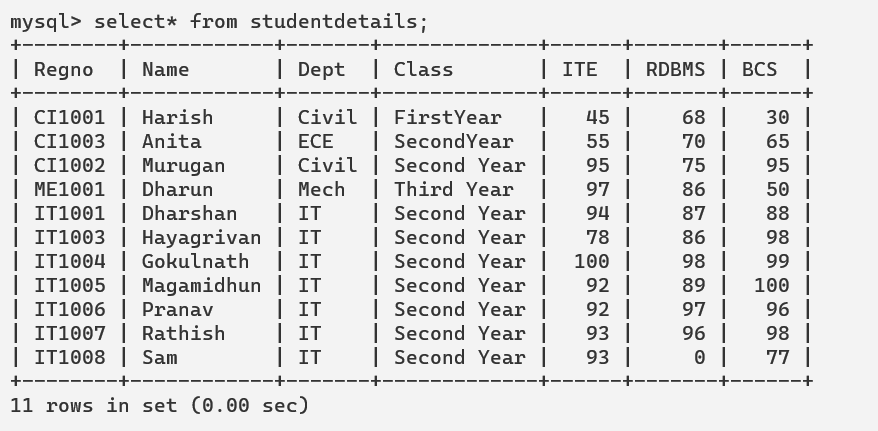 mysql> select* from studentdetails;
+--------+------------+-------+-------------+------+-------+------+
| Regno  | Name       | Dept  | Class       | ITE  | RDBMS | BCS  |
+--------+------------+-------+-------------+------+-------+------+
| CI1001 | Harish     | Civil | FirstYear   |   45 |    68 |   30 |
| CI1003 | Anita      | ECE   | SecondYear  |   55 |    70 |   65 |
| CI1002 | Murugan    | Civil | Second Year |   95 |    75 |   95 |
| ME1001 | Dharun     | Mech  | Third Year  |   97 |    86 |   50 |
| IT1001 | Dharshan   | IT    | Second Year |   94 |    87 |   88 |
| IT1003 | Hayagrivan | IT    | Second Year |   78 |    86 |   98 |
| IT1004 | Gokulnath  | IT    | Second Year |  100 |    98 |   99 |
| IT1005 | Magamidhun | IT    | Second Year |   92 |    89 |  100 |
| IT1006 | Pranav     | IT    | Second Year |   92 |    97 |   96 |
| IT1007 | Rathish    | IT    | Second Year |   93 |    96 |   98 |
| IT1008 | Sam        | IT    | Second Year |   93 |     0 |   77 |
+--------+------------+-------+-------------+------+-------+------+
11 rows in set (0.00 sec)